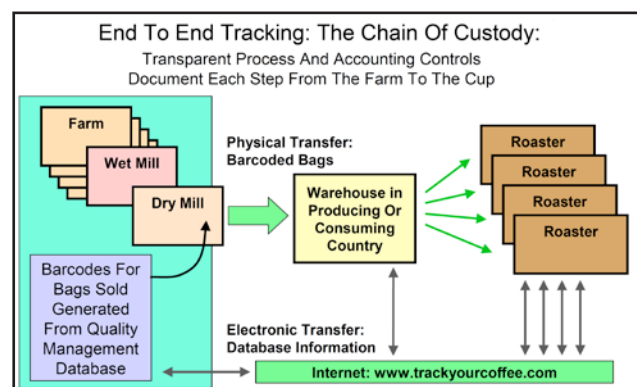 End To End Tracking: The Chain Of Custody:
Transparent Process And Accounting Controls
Document Each Step From The Farm To The Cup
Farm
Wet Mill
Dry Mill
Barcodes For
Bags Sold
Generated
From Quality
Management
Database
Physical Transfer:
Barcoded Bags
Warehouse in
Producing Or
Consuming
Country
Roaster
Roaster
Roaster
Roaster
Electronic Transfer:
Database Information
Internet: www.trackyourcoffee.com